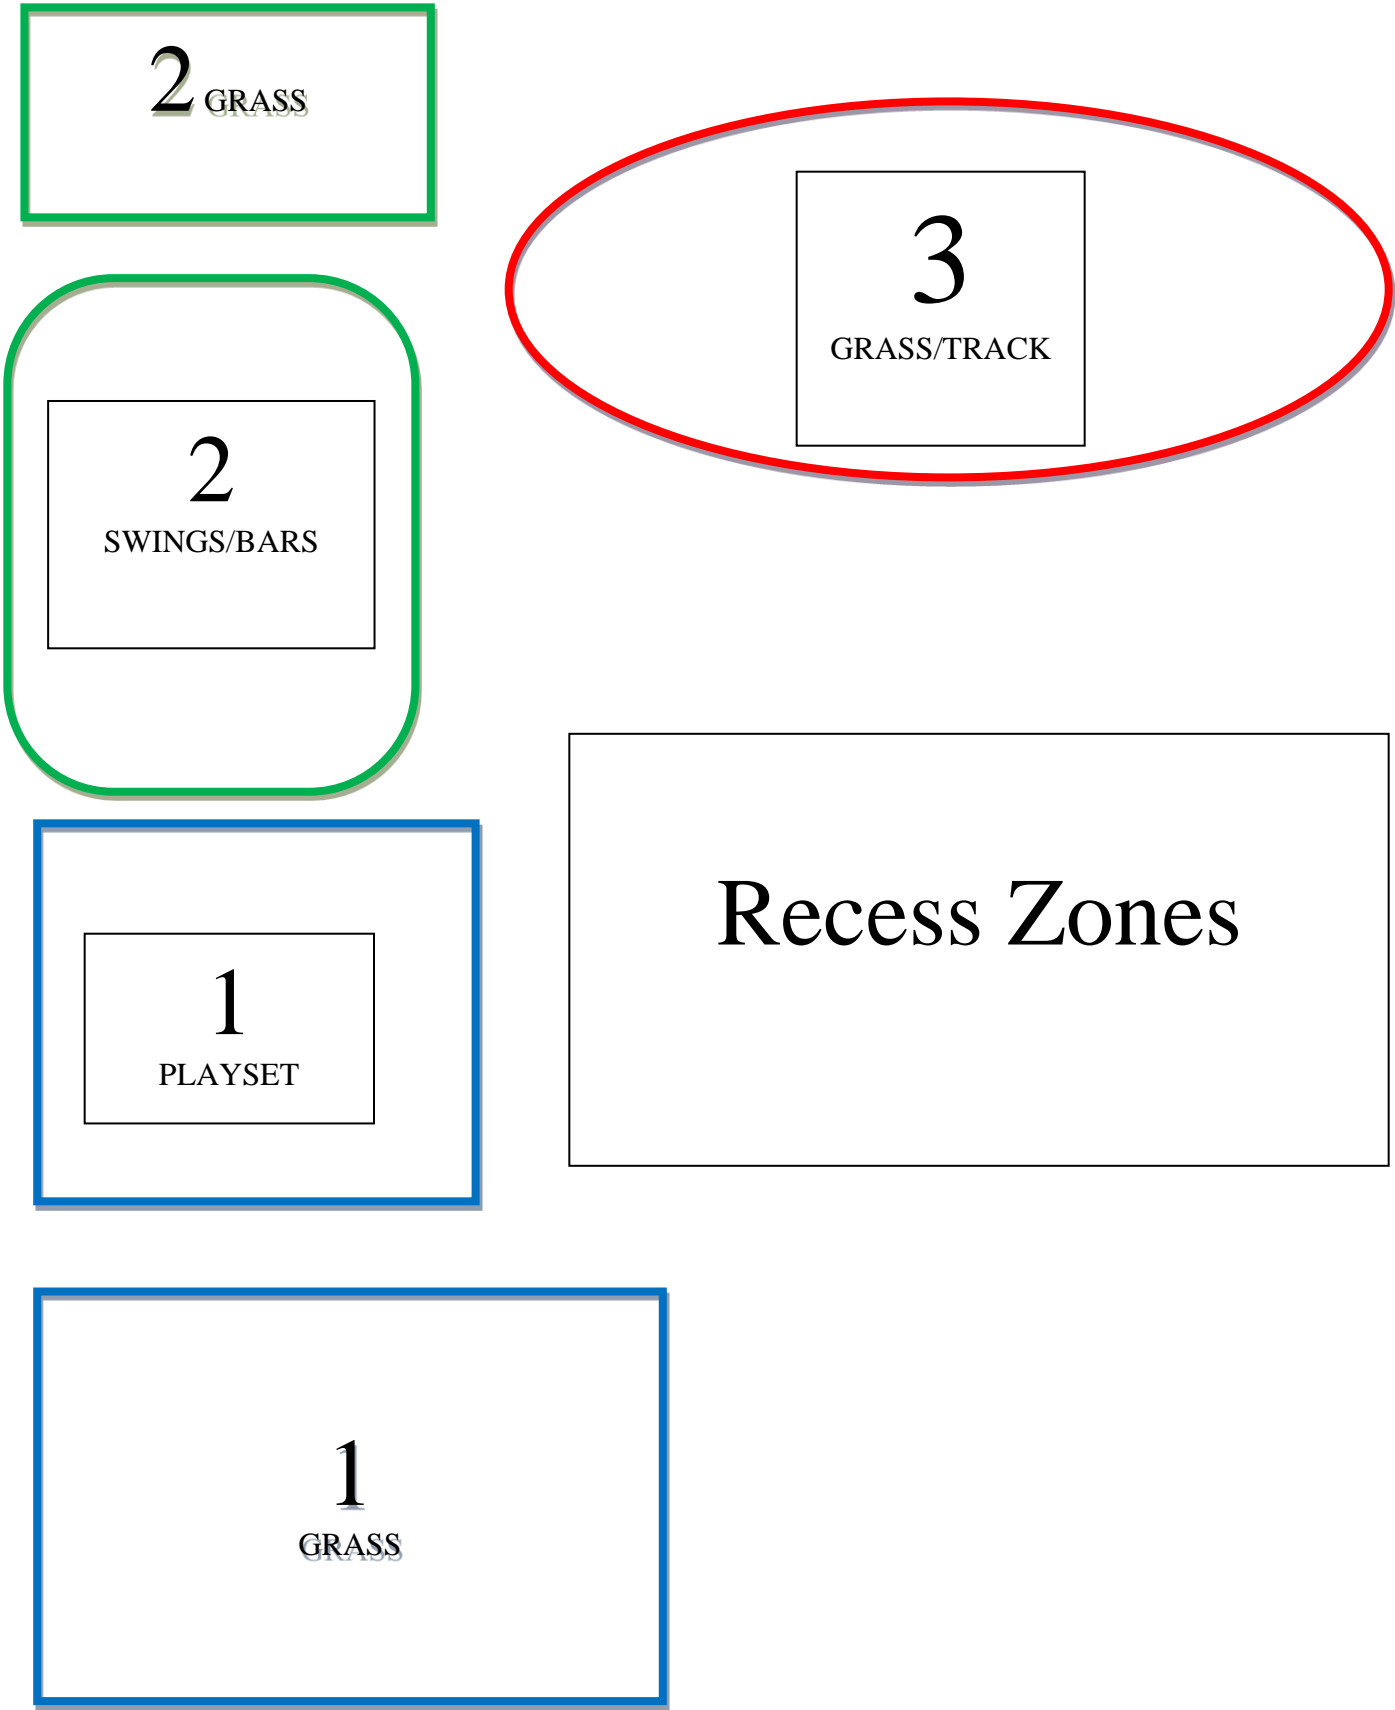 2 GRASS
3
GRASS/TRACK
2
SWINGS/BARS
Recess Zones
1
PLAYSET
1
GRASS